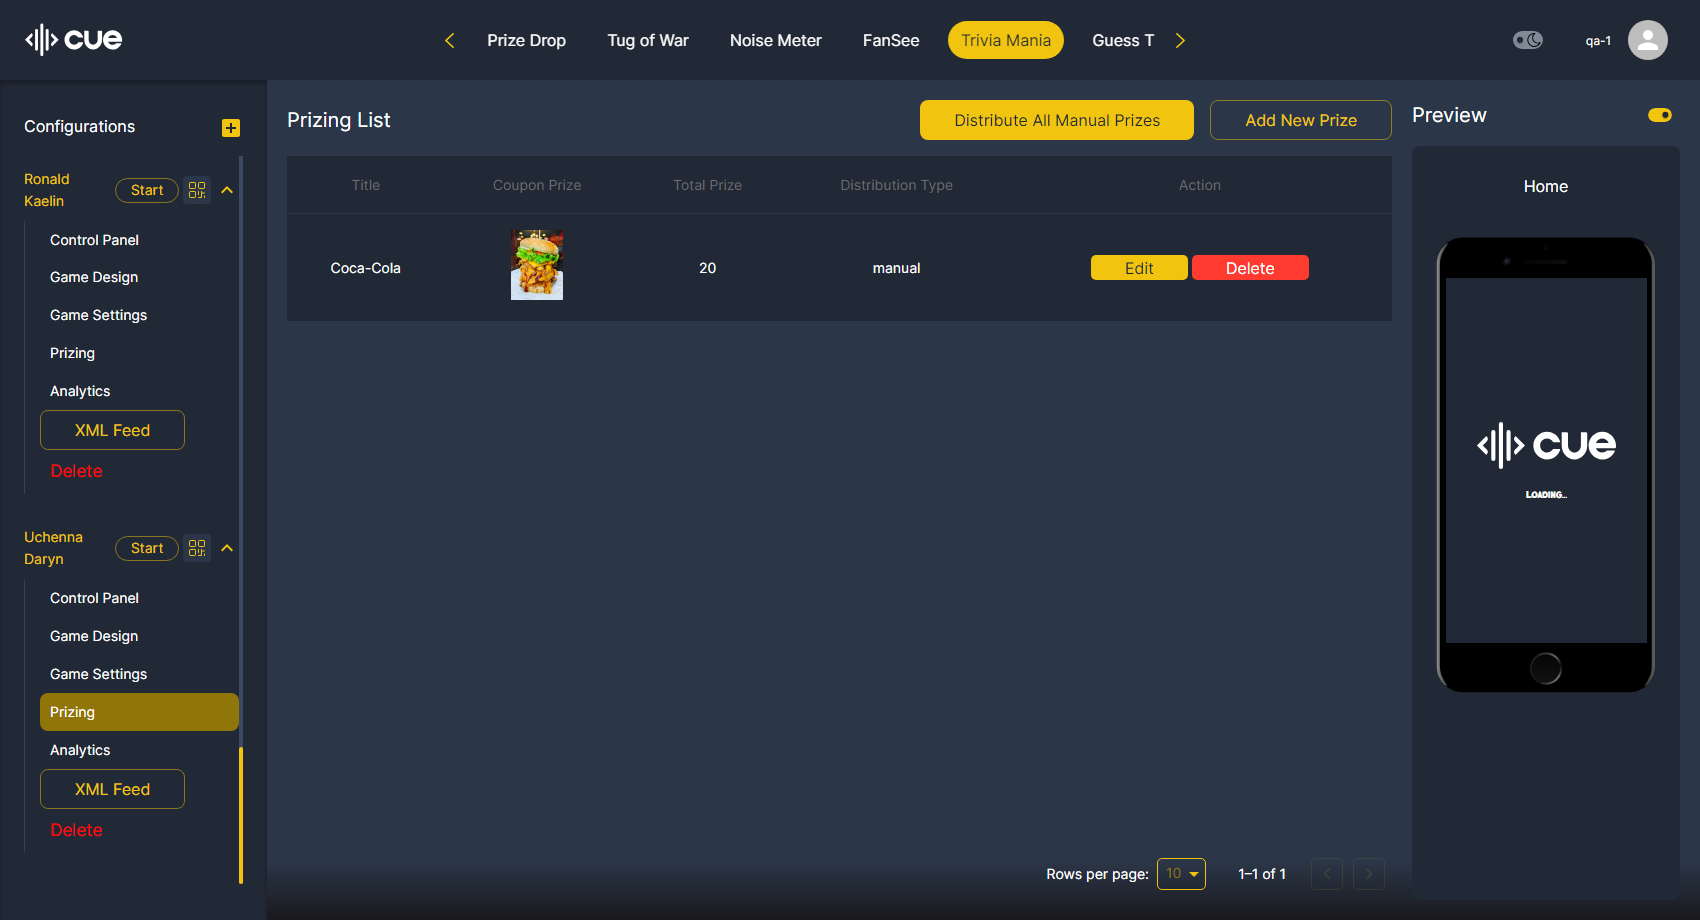 cue
Prize Drop
Tug of War
Noise Meter
FanSee
Trivia Mania
Guess T
qa-1
Configurations
Ronald
Kaelin
Start
Control Panel
Game Design
Game Settings
Prizing
Analytics
XML Feed
Delete
Uchenna
Daryn
Start
Control Panel
Game Design
Game Settings
Prizing
Analytics
XML Feed
Delete
Prizing List
Distribute All Manual Prizes
Add New Prize
Title
Coupon Prize
Total Prize
Distribution Type
Action
Coca-Cola
20
manual
Edit
Delete
Rows per page:
10
1–1 of 1
Preview
Home
cue
LOADING...